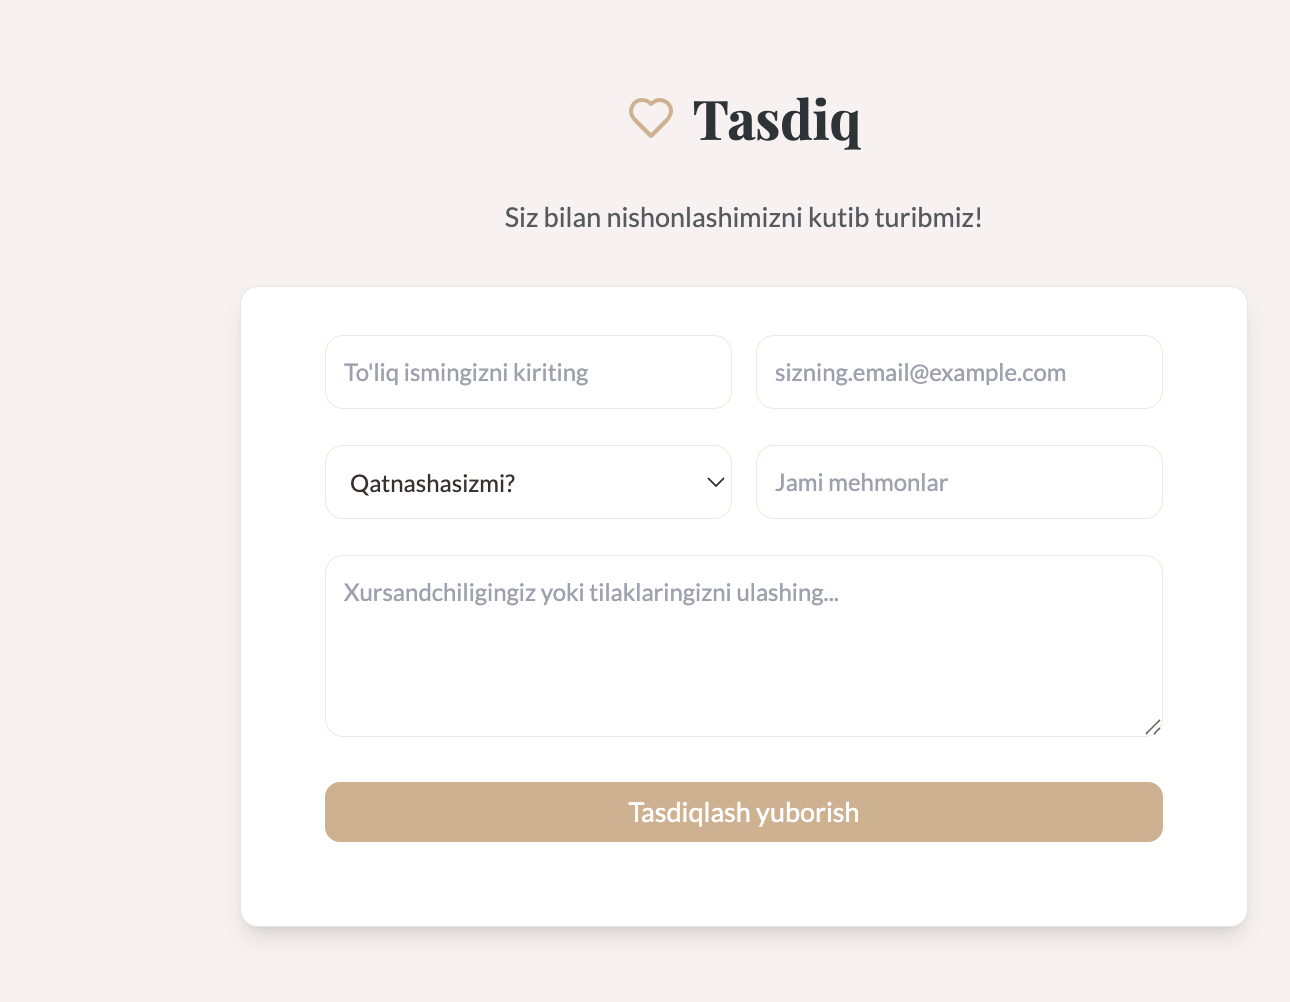 Tasdiq
Siz bilan nishonlashimizni kutib turibmiz!
To'liq ismingizni kiriting
sizning.email@example.com
Qatnashasizmi?
Jami mehmonlar
Xursandchiligingiz yoki tilaklaringizni ulashing...
Tasdiqlash yuborish